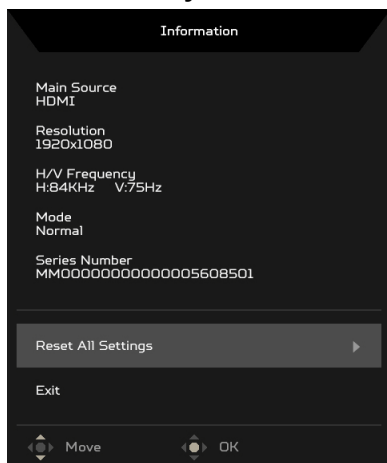 Information
Main Source
HDMI
Resolution
1920x1080
H/V Frequency
H:84KHz V:75Hz
Mode
Normal
Series Number
MM00000000000005608501
Reset All Settings
Exit
Move OK